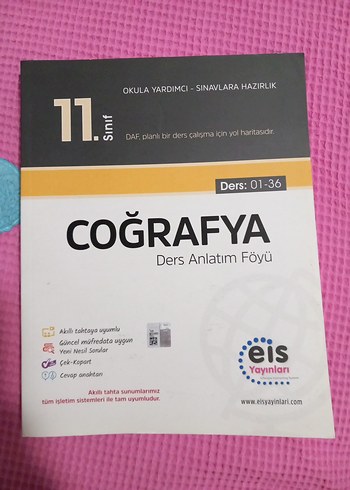 OKULA YARDIMCI - SINAVLARA HAZIRLIK
11.
Sınıf
DAF, planlı bir ders çalışma için yol haritasıdır.
Ders: 01-36
COĞRAFYA
Ders Anlatım Föyü
Akıllı tahtaya uyumlu
Güncel müfredata uygun
Yeni Nesil Sorular
Çek-Kopart
Cevap anahtarı
eis
Yayınları
Akıllı tahta sunumlarımız
tüm işletim sistemleri ile tam uyumludur.
www.eisyayinlari.com